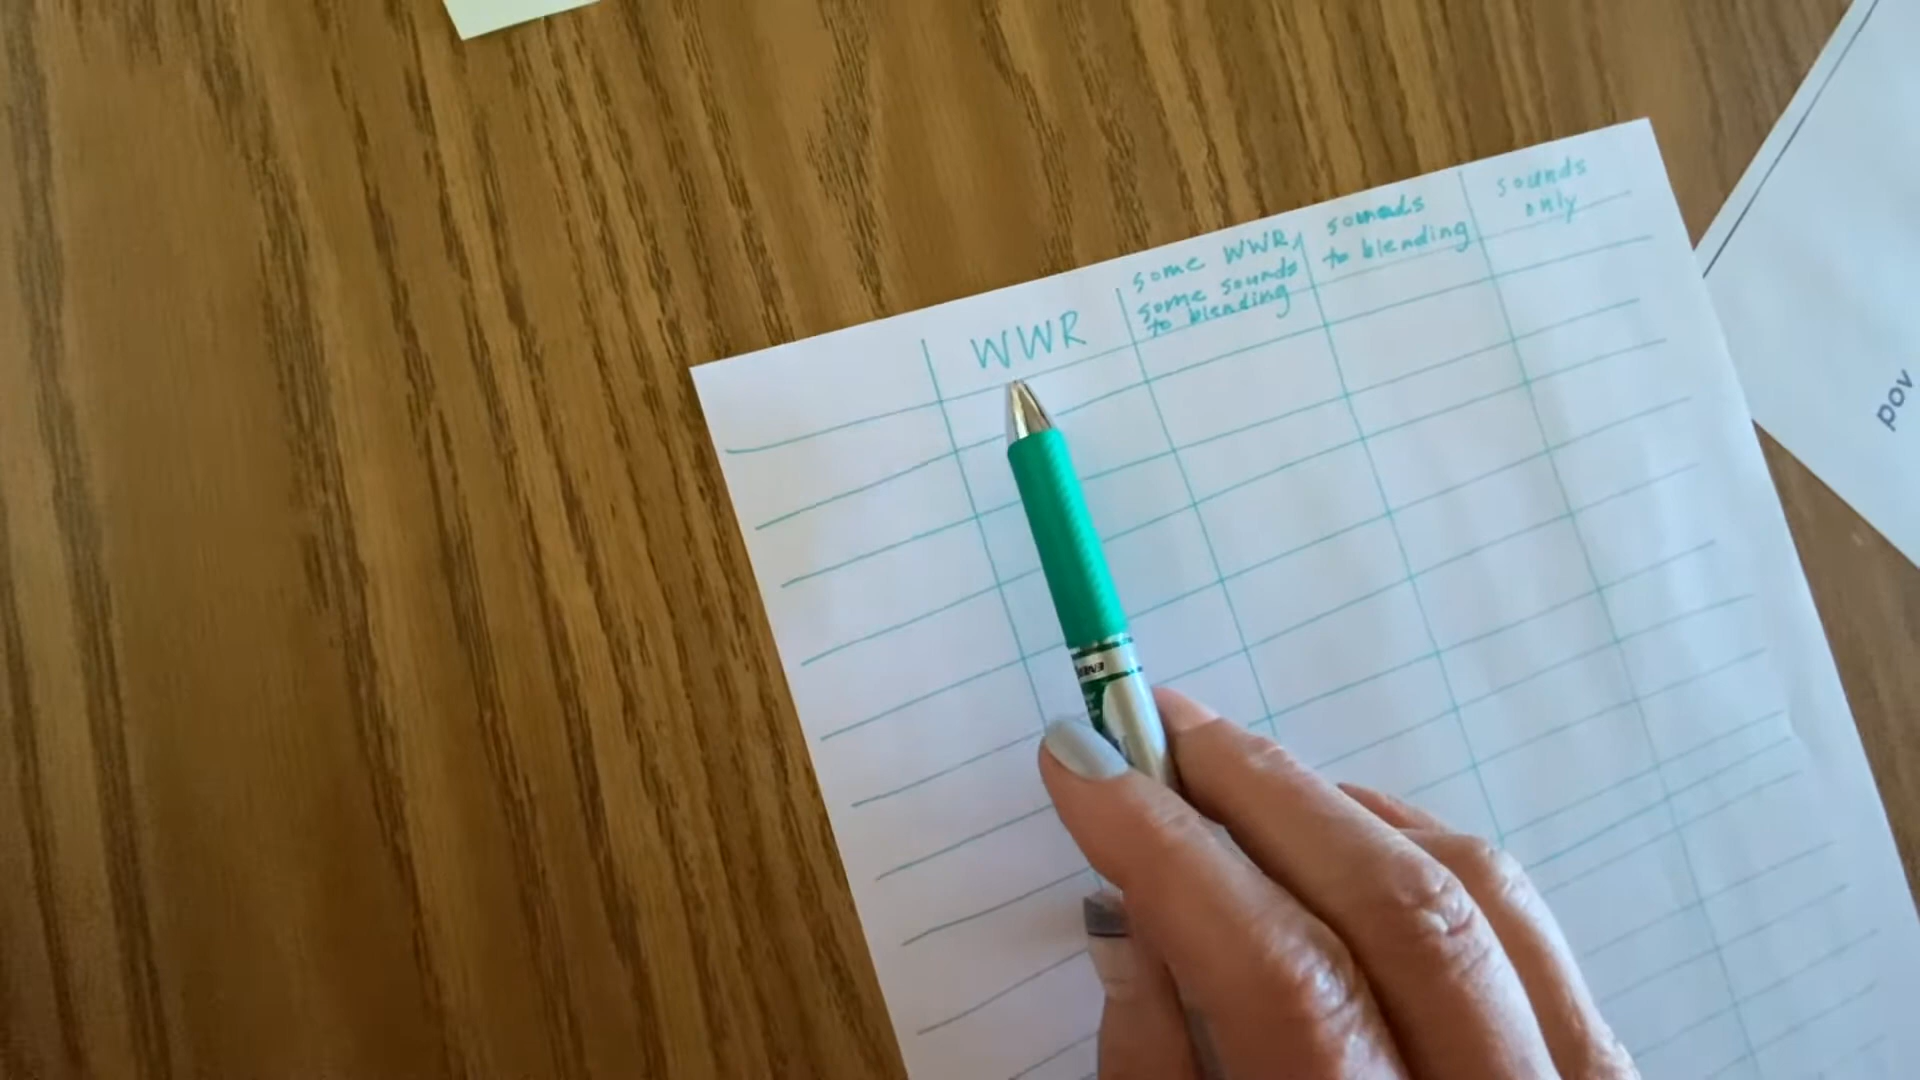 WWR
some WWR,
some sounds
to blending
sounds
to blending
sounds
only
pov